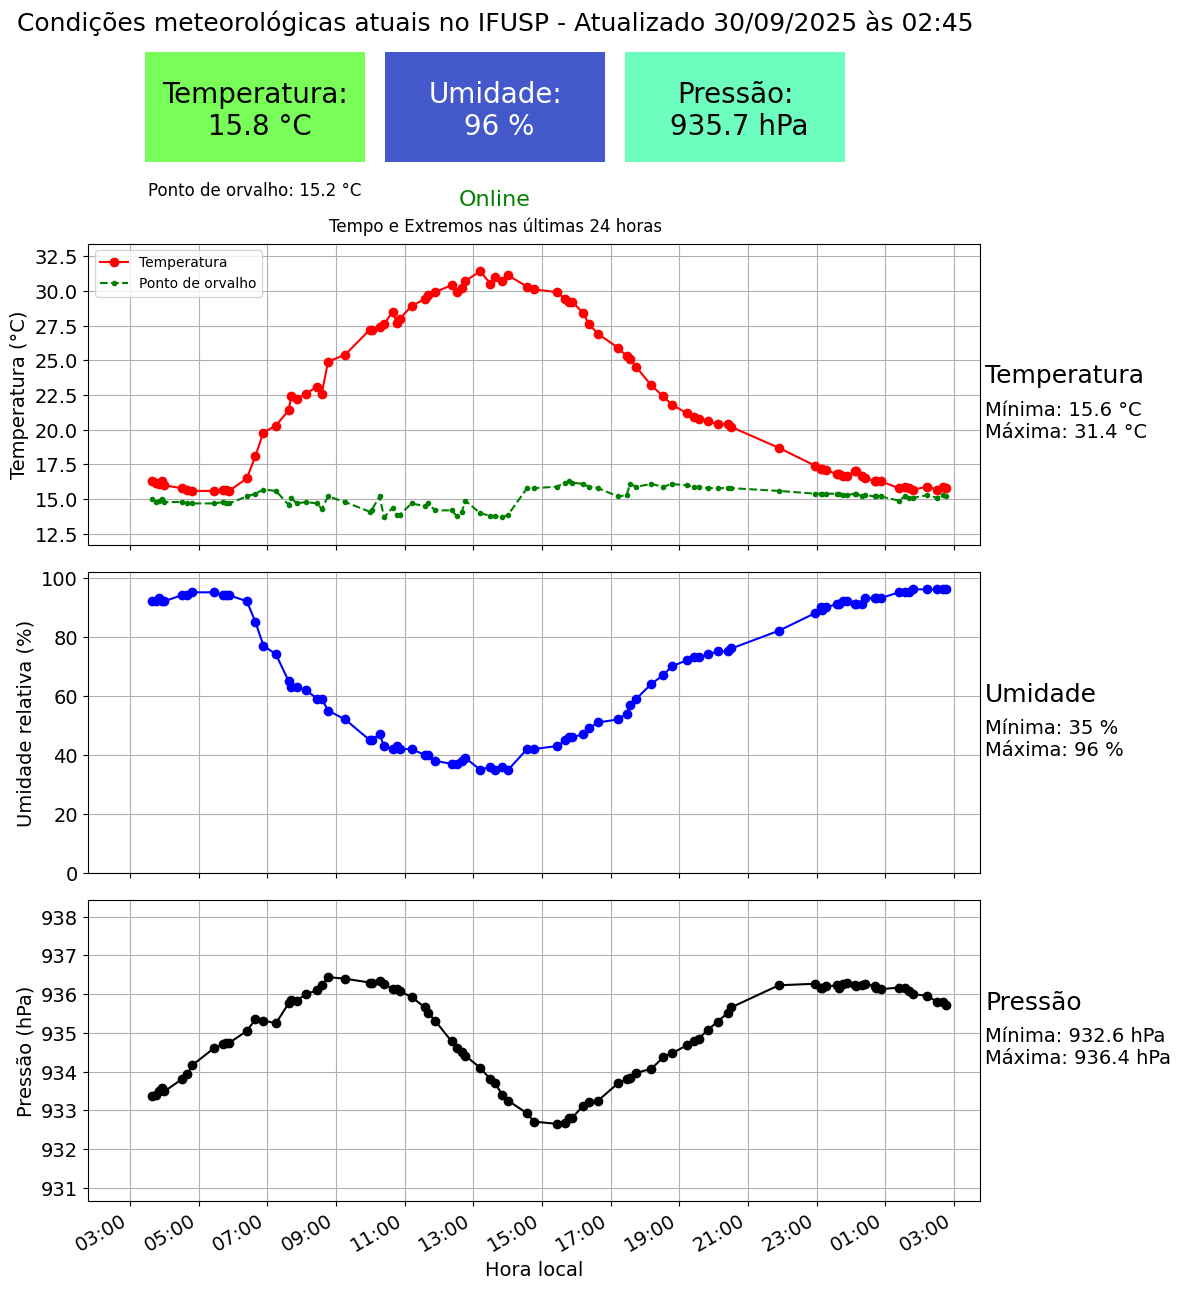 Condições meteorológicas atuais no IFUSP - Atualizado 30/09/2025 às 02:45
Temperatura:
15.8 °C
Umidade:
96 %
Pressão:
935.7 hPa
Ponto de orvalho: 15.2 °C
Online
Tempo e Extremos nas últimas 24 horas
Temperatura
Ponto de orvalho
Temperatura (°C)
32.5
30.0
27.5
25.0
22.5
20.0
17.5
15.0
12.5
Temperatura
Mínima: 15.6 °C
Máxima: 31.4 °C
Umidade relativa (%)
100
80
60
40
20
0
Umidade
Mínima: 35 %
Máxima: 96 %
Pressão (hPa)
938
937
936
935
934
933
932
931
Pressão
Mínima: 932.6 hPa
Máxima: 936.4 hPa
03:00 05:00 07:00 09:00 11:00 13:00 15:00 17:00 19:00 21:00 23:00 01:00 03:00
Hora local